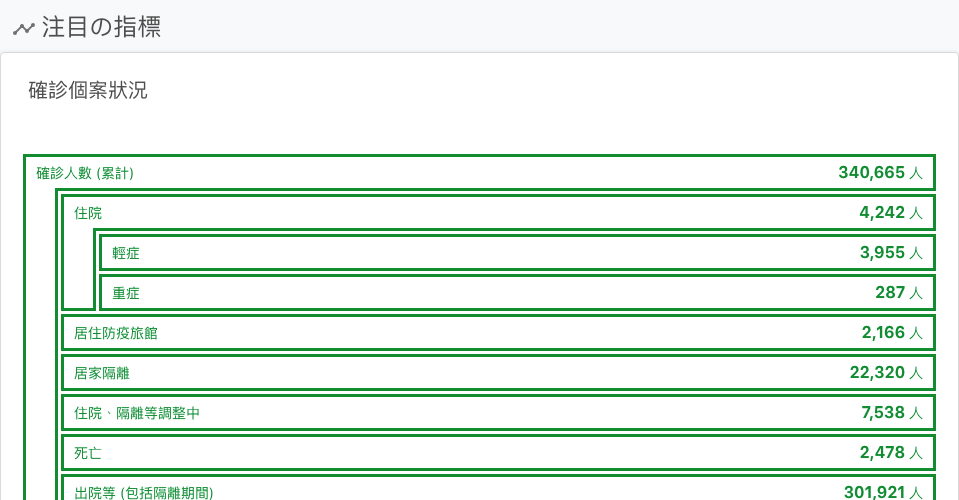 注目の指標
確診個案狀況
確診人數 (累計) 340,665 人
住院 4,242 人
輕症 3,955 人
重症 287 人
居住防疫旅館 2,166 人
居家隔離 22,320 人
住院、隔離等調整中 7,538 人
死亡 2,478 人
出院等 (包括隔離期間) 301,921 人